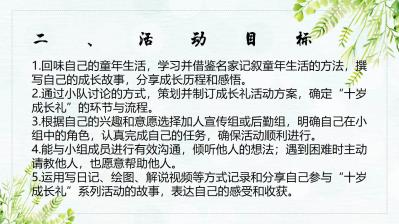 二、活动目标
1.回味自己的童年生活，学习并借鉴名家记叙童年生活的方法，撰
写自己的成长故事，分享成长历程和感悟。
2.通过小队讨论的方式，策划并制订成长礼活动方案，确定“十岁
成长礼”的环节与流程。
3.根据自己的兴趣和意愿选择加人宣传组或后勤组，明确自己在小
组中的角色，认真完成自己的任务，确保活动顺利进行。
4.能与小组成员进行有效沟通，倾听他人的想法；遇到困难时主动
请教他人，也愿意帮助他人。
5.运用写日记、绘图、解说视频等方式记录和分享自己参与“十岁
成长礼”系列活动的故事，表达自己的感受和收获。